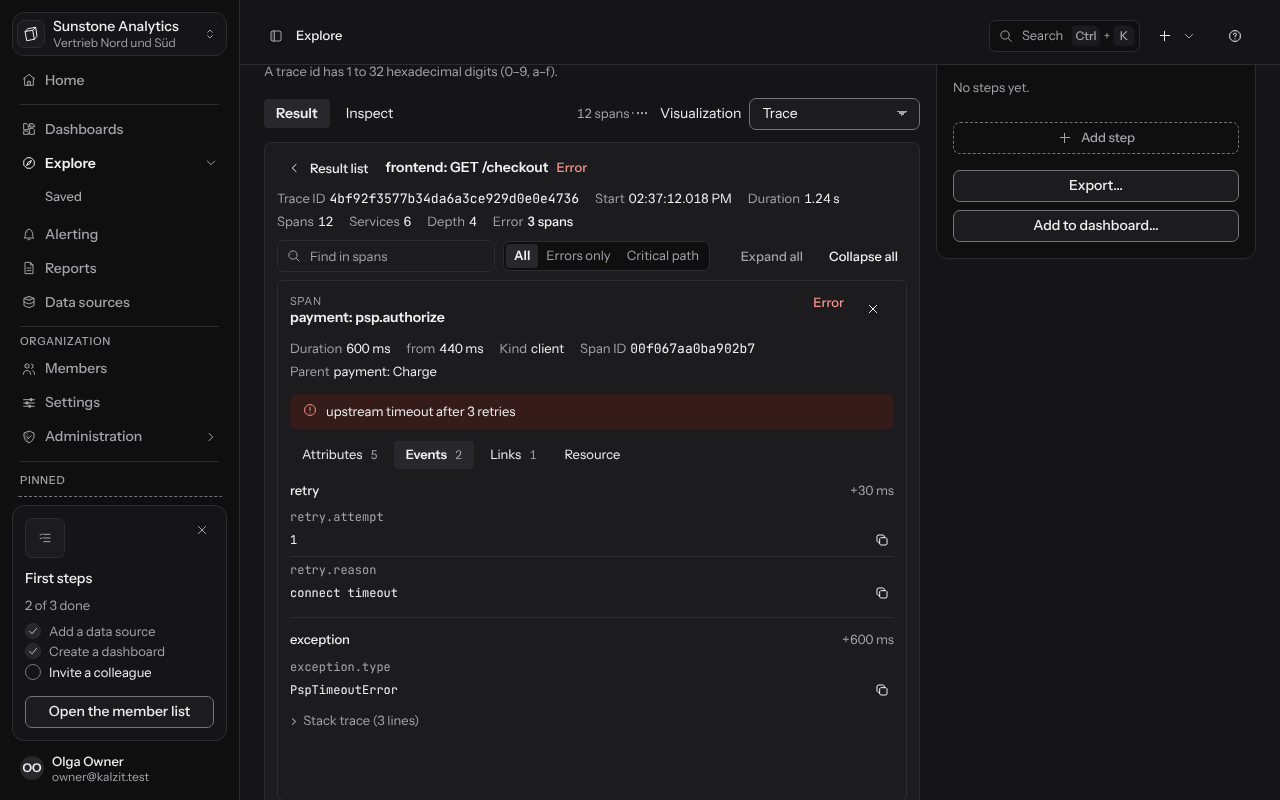 Sunstone Analytics
Vertrieb Nord und Süd
Home
Dashboards
Explore
Saved
Alerting
Reports
Data sources
ORGANIZATION
Members
Settings
Administration
PINNED
First steps
2 of 3 done
Add a data source
Create a dashboard
Invite a colleague
Open the member list
OO
Olga Owner
owner@kalzit.test
Explore
Search Ctrl + K
A trace id has 1 to 32 hexadecimal digits (0–9, a–f).
Result Inspect 12 spans · ··· Visualization Trace
Result list frontend: GET /checkout Error
Trace ID 4bf92f3577b34da6a3ce929d0e0e4736 Start 02:37:12.018 PM Duration 1.24 s
Spans 12 Services 6 Depth 4 Error 3 spans
Find in spans All Errors only Critical path Expand all Collapse all
SPAN
payment: psp.authorize Error
Duration 600 ms from 440 ms Kind client Span ID 00f067aa0ba902b7
Parent payment: Charge
upstream timeout after 3 retries
Attributes 5 Events 2 Links 1 Resource
retry +30 ms
retry.attempt
1
retry.reason
connect timeout
exception +600 ms
exception.type
PspTimeoutError
Stack trace (3 lines)
No steps yet.
Add step
Export…
Add to dashboard…